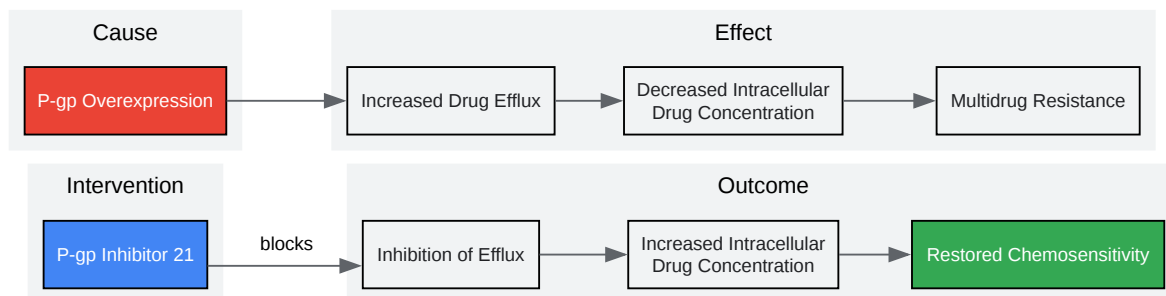 Cause
Effect
P-gp Overexpression
Increased Drug Efflux
Decreased Intracellular
Drug Concentration
Multidrug Resistance
Intervention
Outcome
P-gp Inhibitor 21
blocks
Inhibition of Efflux
Increased Intracellular
Drug Concentration
Restored Chemosensitivity